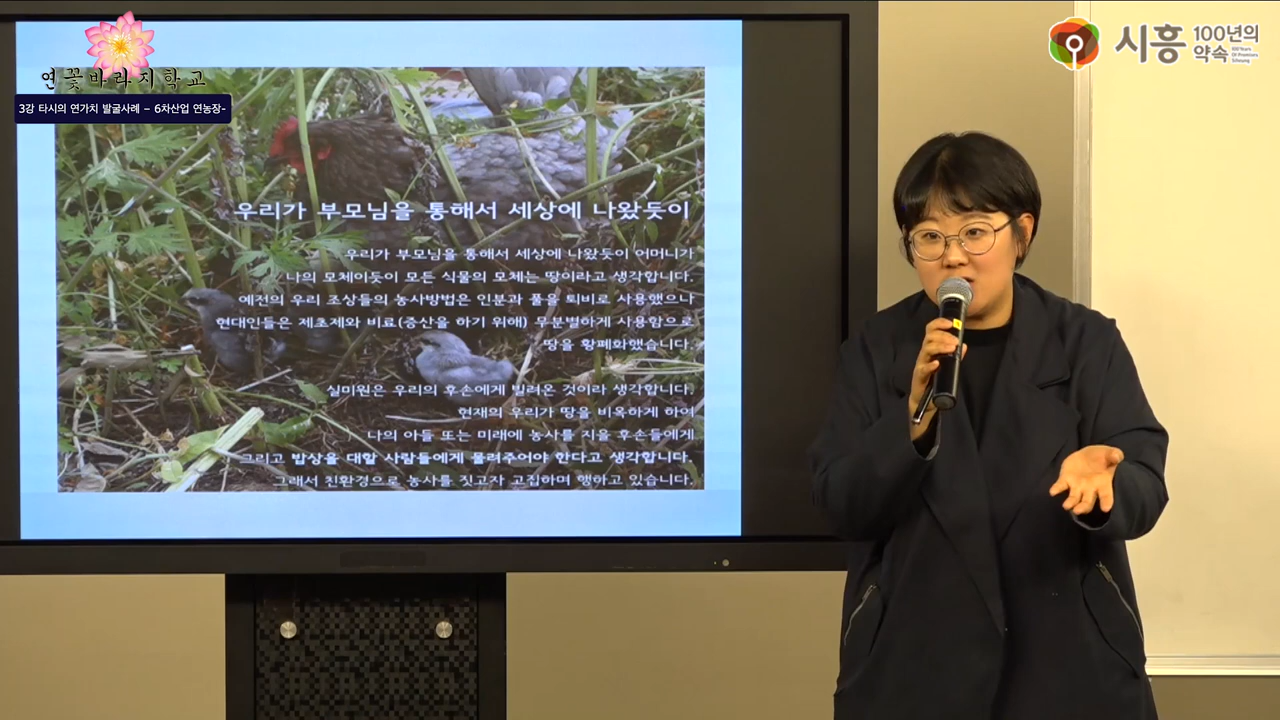 연꽃바라지학교
3강 타시의 연가치 발굴사례 - 6차산업 연농장-
시흥 100년의 약속
우리가 부모님을 통해서 세상에 나왔듯이
우리가 부모님을 통해서 세상에 나왔듯이 어머니가
나의 모체이듯이 모든 식물의 모체는 땅이라고 생각합니다.
예전의 우리 조상들의 농사방법은 인분과 풀을 퇴비로 사용했으나
현대인들은 제초제와 비료(증산을 하기 위해) 무분별하게 사용함으로
땅을 황폐화했습니다.
실미원은 우리의 후손에게 빌려온 것이라 생각합니다.
현재의 우리가 땅을 비옥하게 하여
나의 아들 또는 미래에 농사를 지을 후손들에게
그리고 밥상을 대할 사람들에게 물려주어야 한다고 생각합니다.
그래서 친환경으로 농사를 짓고자 고집하며 행하고 있습니다.